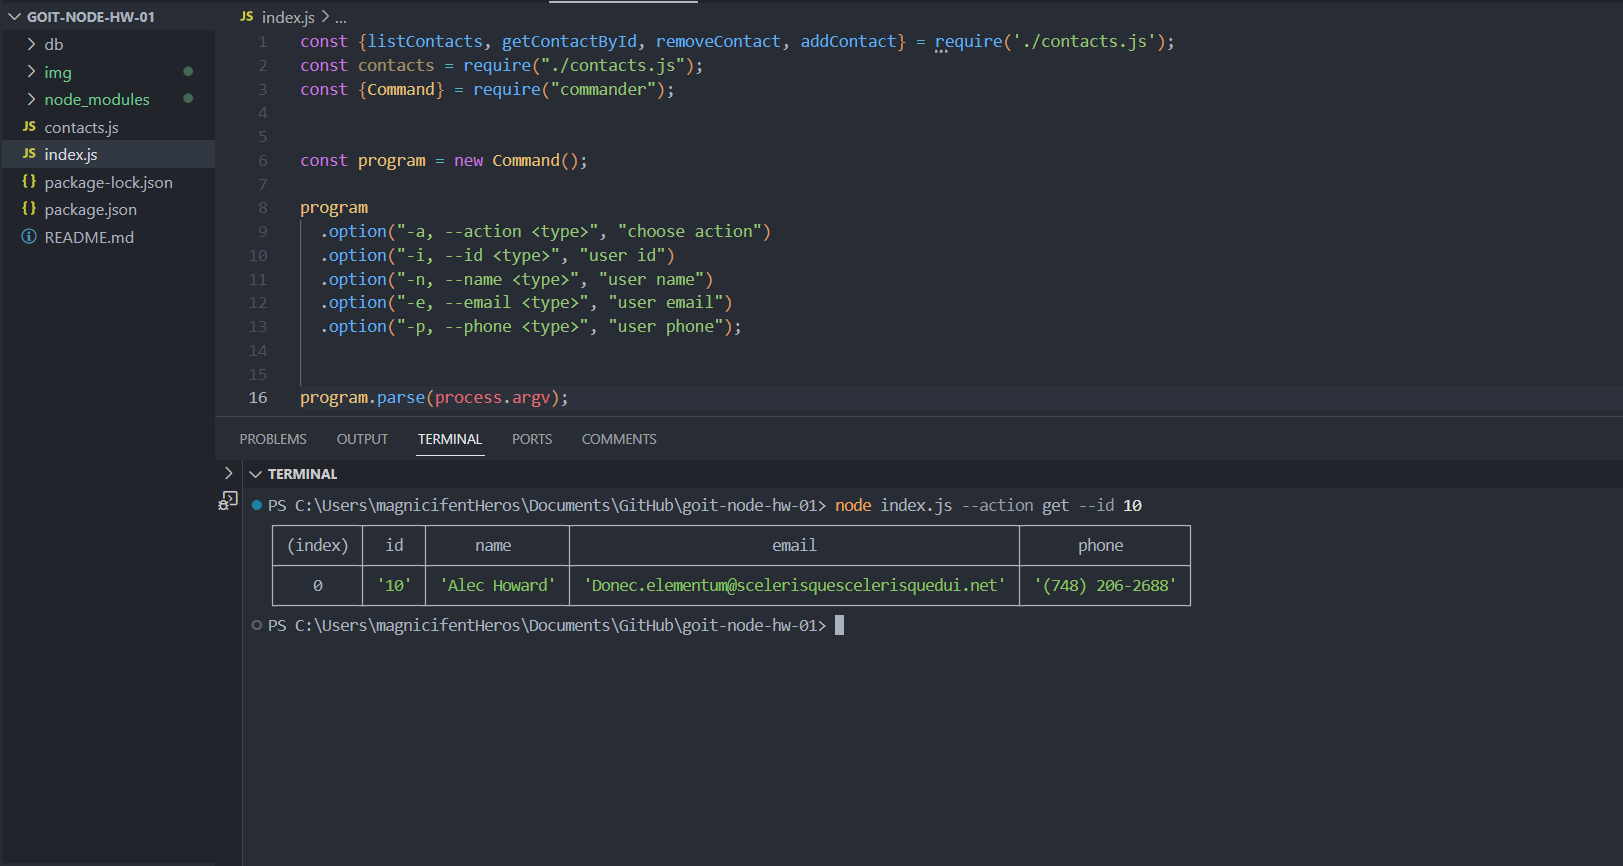 GOIT-NODE-HW-01
db
img
node_modules
JS contacts.js
JS index.js
{} package-lock.json
{} package.json
README.md
JS index.js > ...
1 const {listContacts, getContactById, removeContact, addContact} = require('./contacts.js');
2 const contacts = require("./contacts.js");
3 const {Command} = require("commander");
4
5
6 const program = new Command();
7
8 program
9 .option("-a, --action <type>", "choose action")
10 .option("-i, --id <type>", "user id")
11 .option("-n, --name <type>", "user name")
12 .option("-e, --email <type>", "user email")
13 .option("-p, --phone <type>", "user phone");
14
15
16 program.parse(process.argv);
PROBLEMS OUTPUT TERMINAL PORTS COMMENTS
TERMINAL
PS C:\Users\magnicifentHeros\Documents\GitHub\goit-node-hw-01> node index.js --action get --id 10
(index) id name email phone
0 '10' 'Alec Howard' 'Donec.elementum@scelerisquescelerisquedui.net' '(748) 206-2688'
PS C:\Users\magnicifentHeros\Documents\GitHub\goit-node-hw-01>